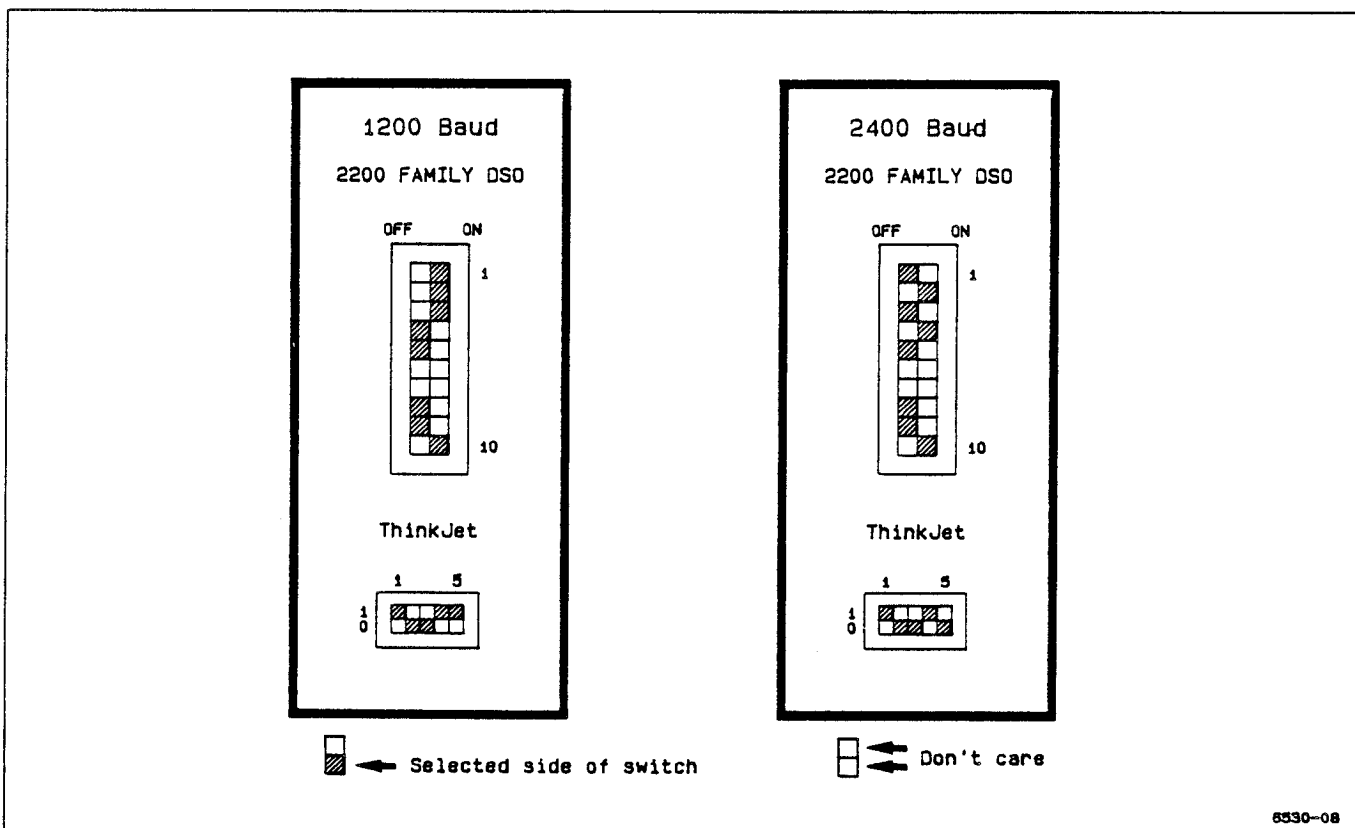 1200 Baud
2200 FAMILY DSO
OFF ON
1
10
ThinkJet
1 5
1
0
2400 Baud
2200 FAMILY DSO
OFF ON
1
10
ThinkJet
1 5
1
0
Selected side of switch
Don't care
6530-08